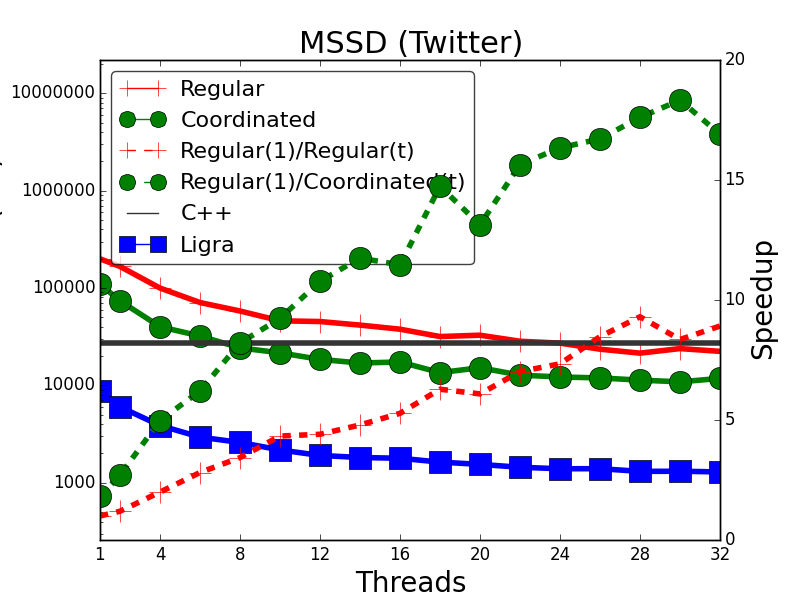 MSSD (Twitter)
Regular
Coordinated
Regular(1)/Regular(t)
Regular(1)/Coordinated(t)
C++
Ligra
10000000
1000000
100000
10000
1000
20
15
10
5
0
Speedup
1 4 8 12 16 20 24 28 32
Threads